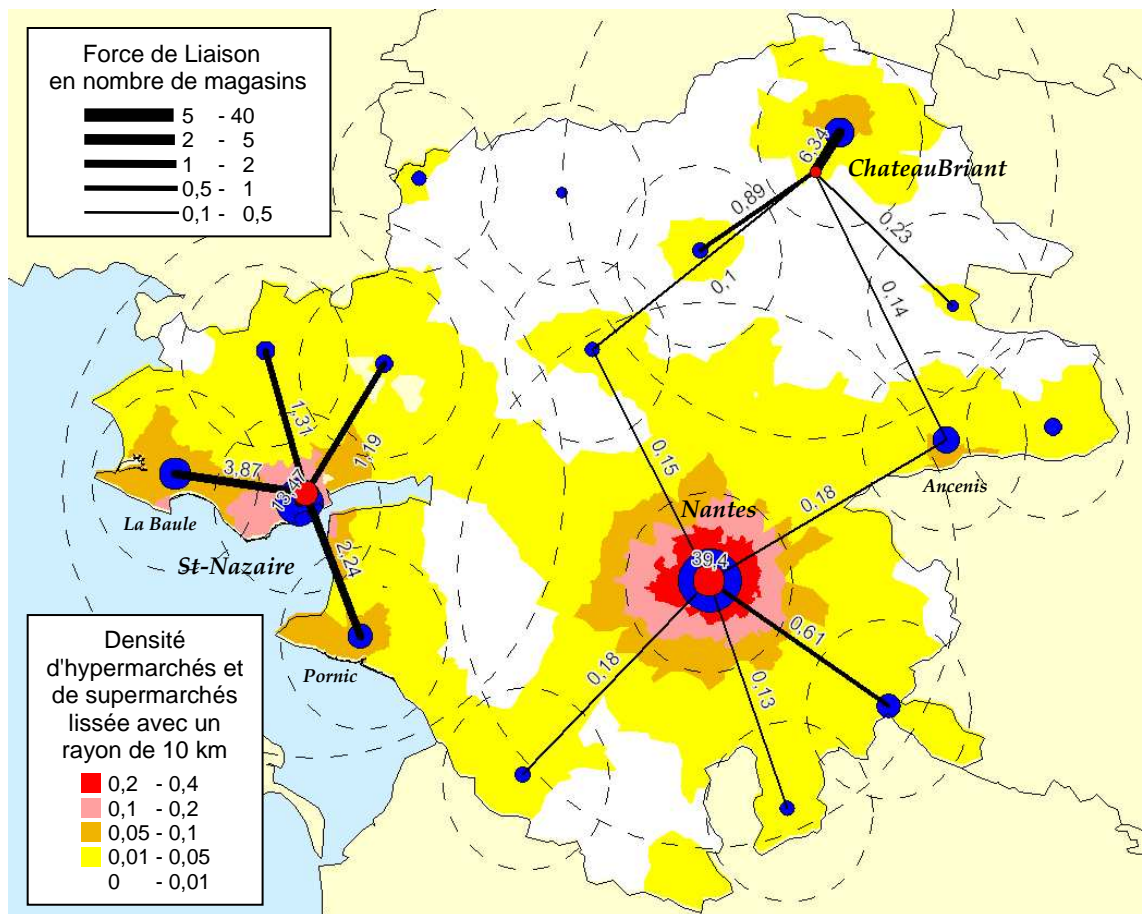 Force de Liaison
en nombre de magasins
5 - 40
2 - 5
1 - 2
0,5 - 1
0,1 - 0,5
6,34
ChateauBriant
0,89
0,23
0,1
0,14
1,31
1,19
3,87
13,47
La Baule
St-Nazaire
2,24
Pornic
0,15
Nantes
0,18
Ancenis
39,4
0,61
0,18
0,13
Densité
d'hypermarchés et
de supermarchés
lissée avec un
rayon de 10 km
0,2 - 0,4
0,1 - 0,2
0,05 - 0,1
0,01 - 0,05
0 - 0,01